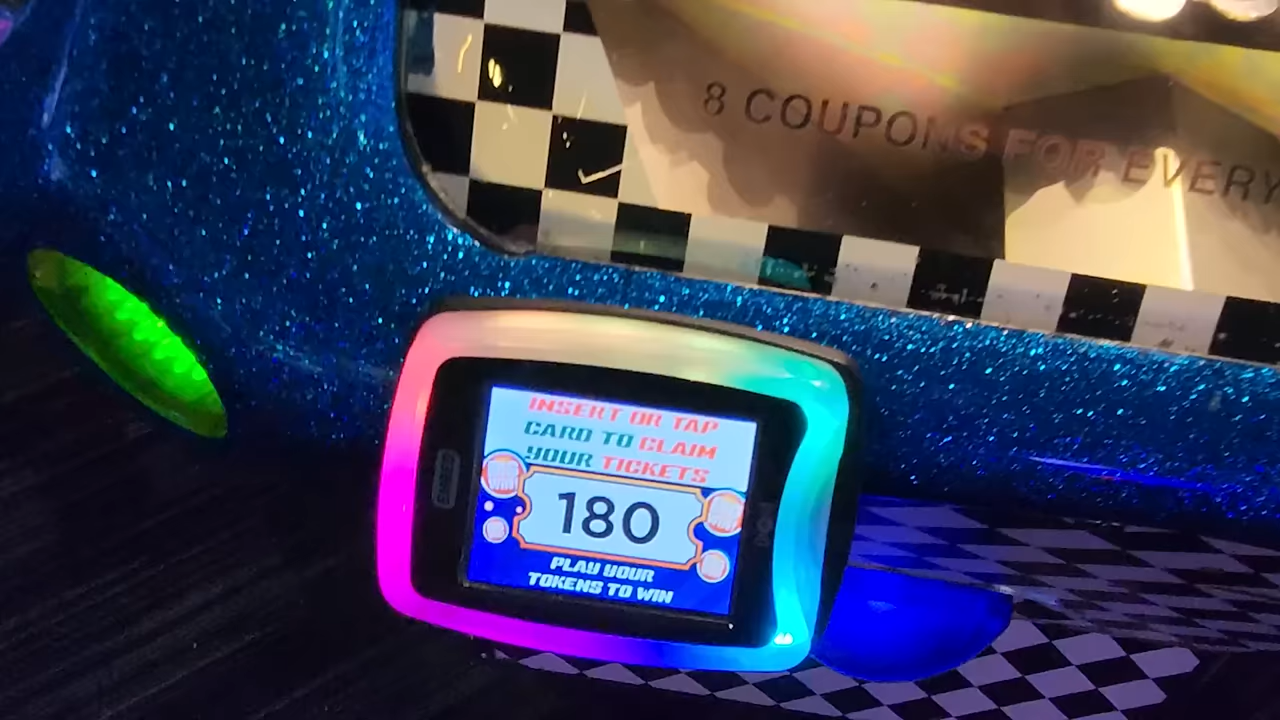 8 COUPONS FOR EVERY
INSERT OR TAP
CARD TO CLAIM
YOUR TICKETS
180
PLAY YOUR
TOKENS TO WIN